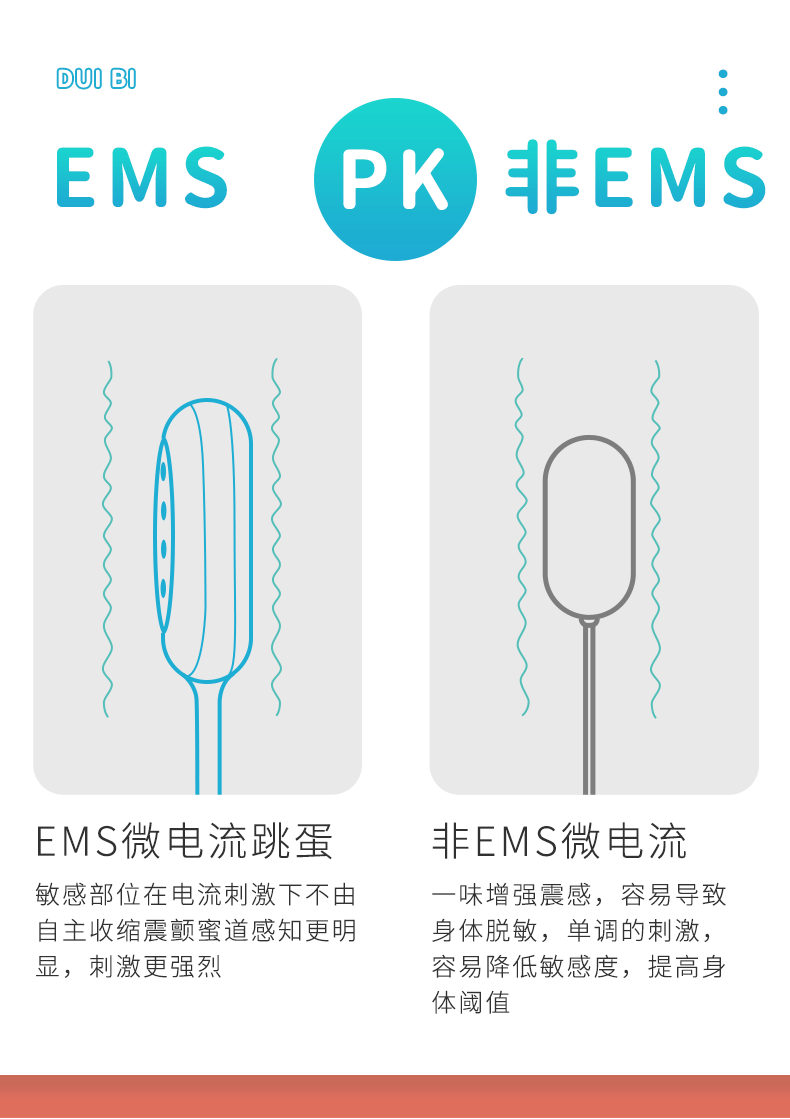 DUI BI
EMS
PK
非EMS
EMS微电流跳蛋
敏感部位在电流刺激下不由
自主收缩震颤蜜道感知更明
显，刺激更强烈
非EMS微电流
一味增强震感，容易导致
身体脱敏，单调的刺激，
容易降低敏感度，提高身
体阈值